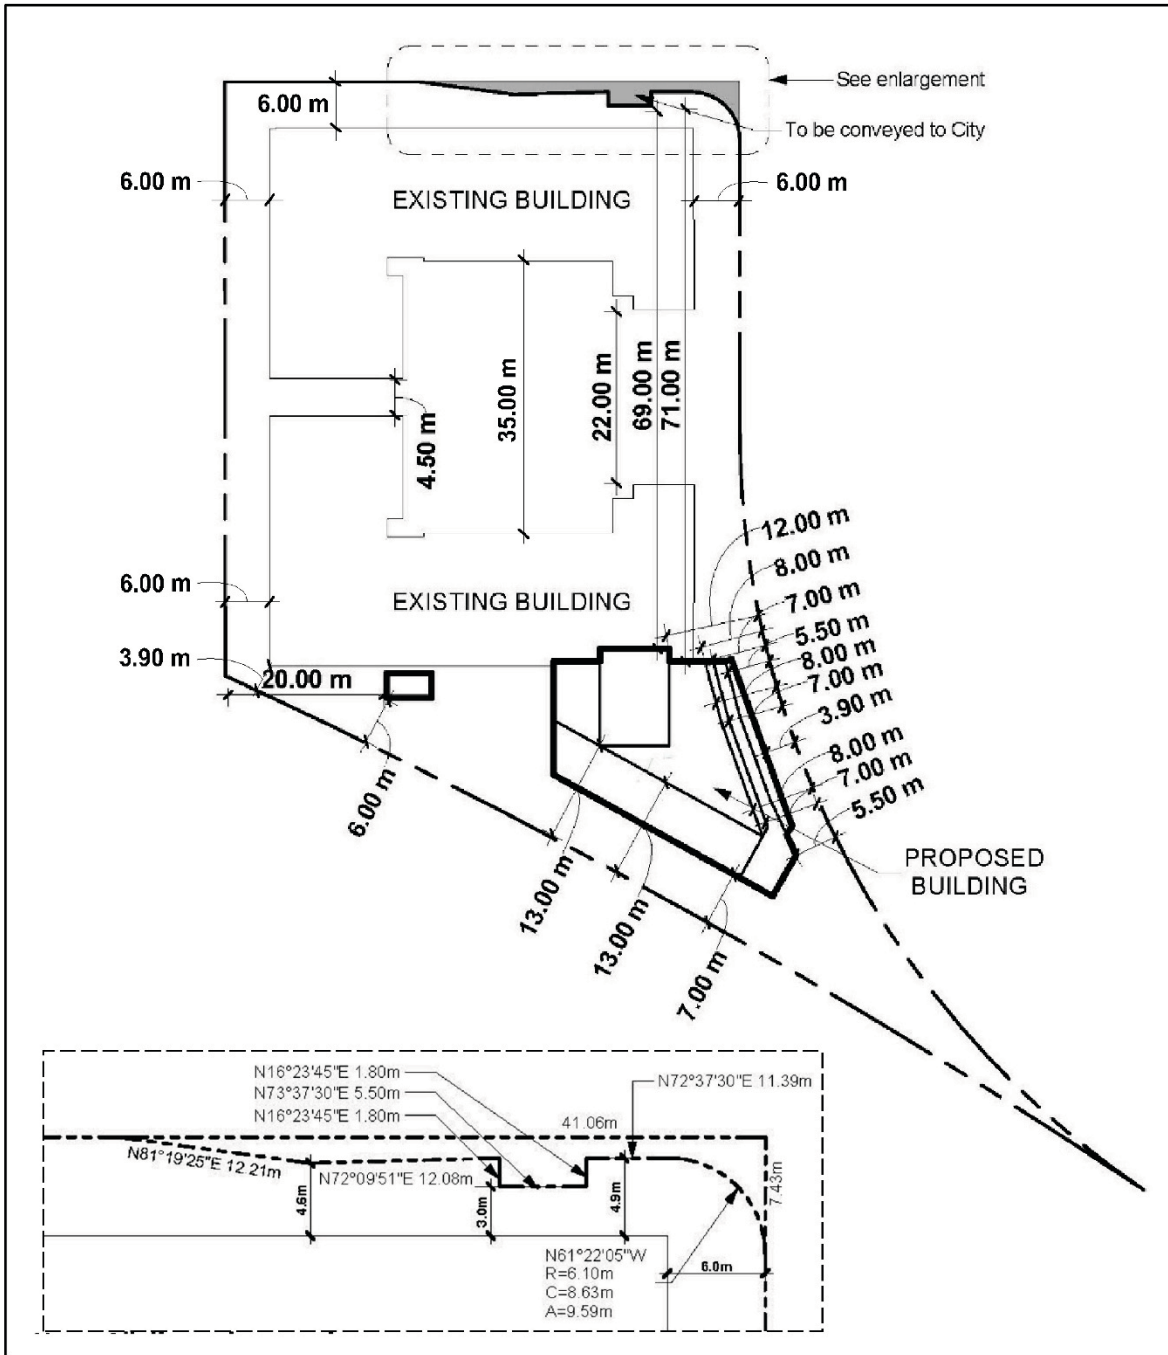 See enlargement
6.00 m
To be conveyed to City
6.00 m
6.00 m
EXISTING BUILDING
4.50 m
35.00 m
22.00 m
69.00 m
71.00 m
12.00 m
8.00 m
7.00 m
5.50 m
8.00 m
7.00 m
3.90 m
8.00 m
7.00 m
5.50 m
6.00 m
EXISTING BUILDING
3.90 m
20.00 m
6.00 m
13.00 m
13.00 m
7.00 m
PROPOSED
BUILDING
N16°23'45"E 1.80m
N73°37'30"E 5.50m
N16°23'45"E 1.80m
N72°37'30"E 11.39m
41.06m
N81°19'25"E 12.21m
N72°09'51"E 12.08m
7.43m
4.6m
3.0m
4.9m
6.0m
N61°22'05"W
R=6.10m
C=8.63m
A=9.59m